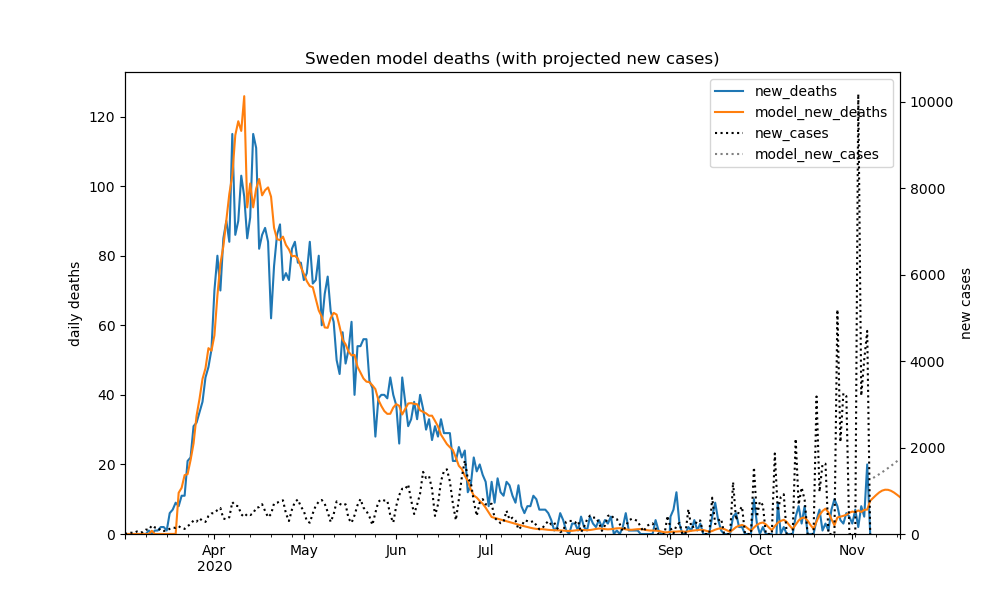 Sweden model deaths (with projected new cases)
new_deaths
model_new_deaths
new_cases
model_new_cases
daily deaths
120
100
80
60
40
20
0
new cases
10000
8000
6000
4000
2000
0
Apr May Jun Jul Aug Sep Oct Nov
2020